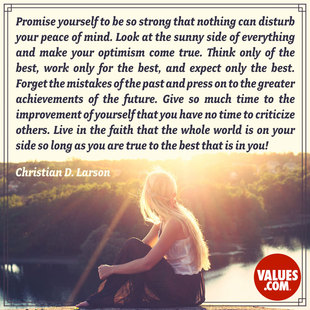 Promise yourself to be so strong that nothing can disturb
your peace of mind. Look at the sunny side of everything
and make your optimism come true. Think only of the
best, work only for the best, and expect only the best.
Forget the mistakes of the past and press on to the greater
achievements of the future. Give so much time to the
improvement of yourself that you have no time to criticize
others. Live in the faith that the whole world is on your
side so long as you are true to the best that is in you!
Christian D. Larson
VALUES
.COM